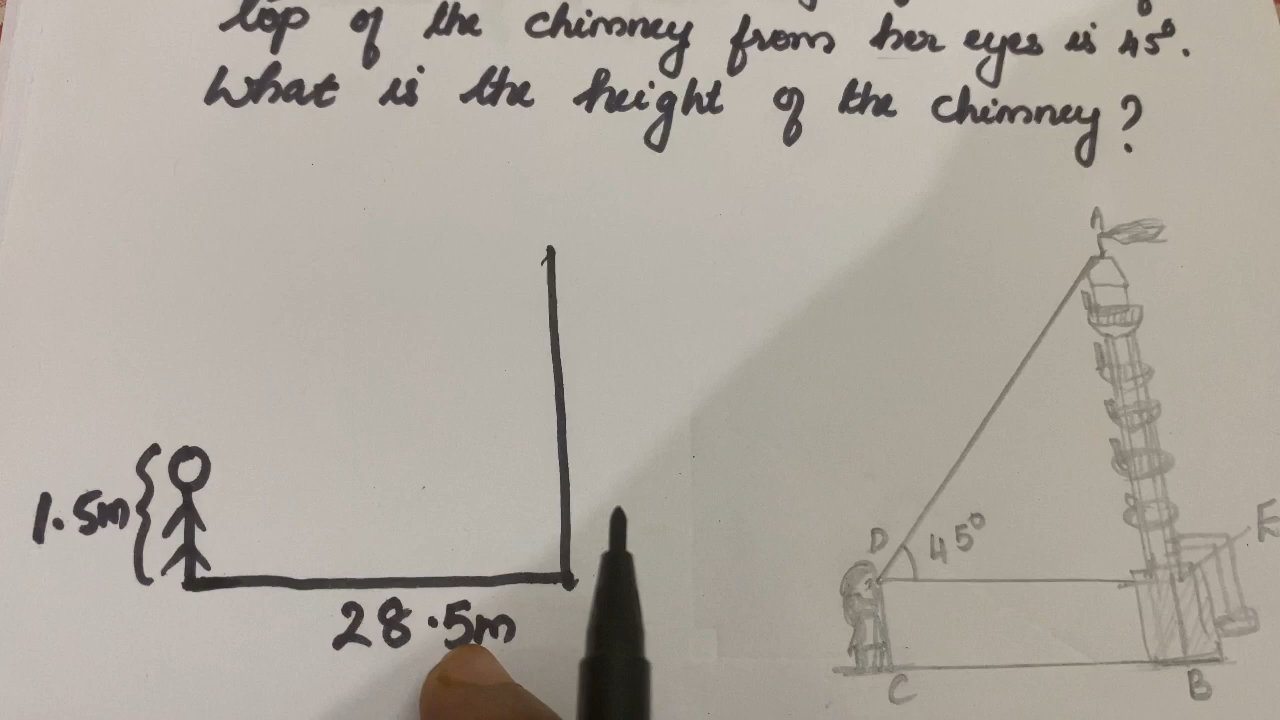 top of the chimney from her eyes is 45°.
What is the height of the chimney?
A
1.5m
D 45°
E
28.5m
C B